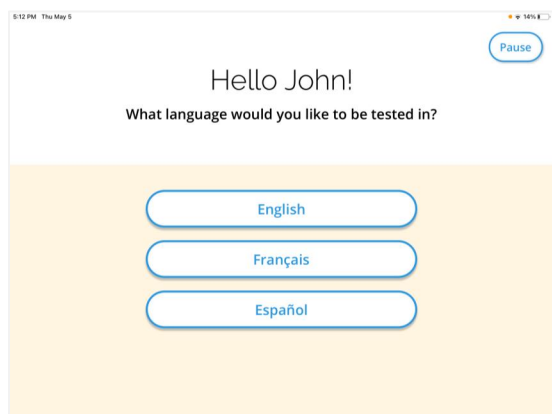 5:12 PM Thu May 5
14%
Pause
Hello John!
What language would you like to be tested in?
English
Français
Español